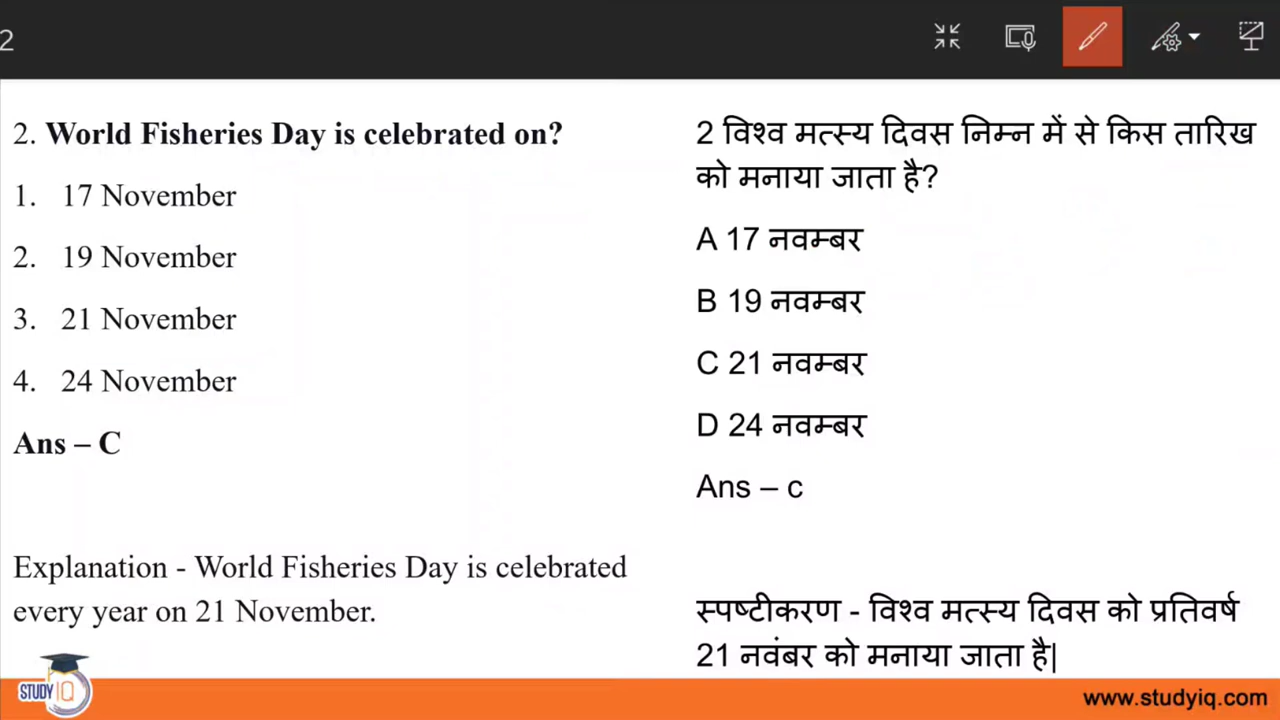 2
2. World Fisheries Day is celebrated on?
1. 17 November
2. 19 November
3. 21 November
4. 24 November
Ans – C
Explanation - World Fisheries Day is celebrated
every year on 21 November.
2 विश्व मत्स्य दिवस निम्न में से किस तारिख
को मनाया जाता है?
A 17 नवम्बर
B 19 नवम्बर
C 21 नवम्बर
D 24 नवम्बर
Ans – c
स्पष्टीकरण - विश्व मत्स्य दिवस को प्रतिवर्ष
21 नवंबर को मनाया जाता है|
STUDY IQ
www.studyiq.com